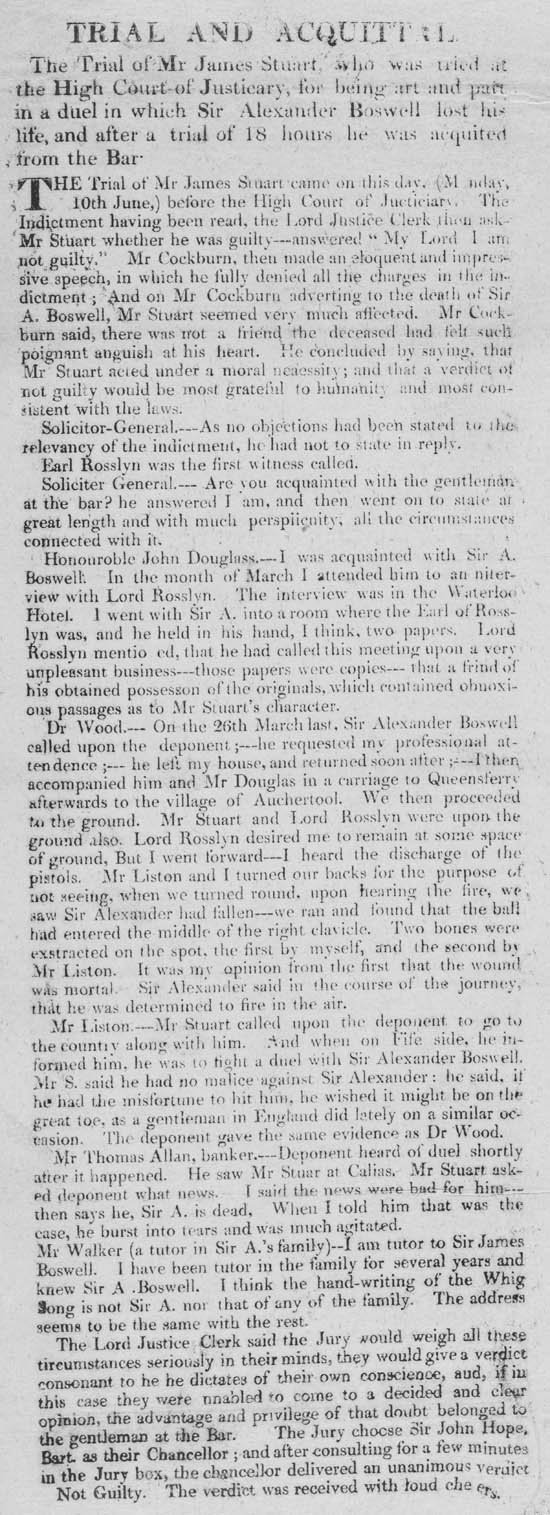 TRIAL AND ACQUITTAL
The Trial of Mr James Stuart, who was tried at
the High Court of Justicary, for being art and part
in a duel in which Sir Alexander Boswell lost his
life, and after a trial of 18 hours he was acquited
from the Bar.
THE Trial of Mr James Stuart came on this day, (M nday,
10th June,) before the High Court of Jucticiary. The
Indictment having been read, the Lord Justice Clerk then ask-
Mr Stuart whether he was guilty---answered “ My Lord I am
not guilty.” Mr Cockburn, then made an eloquent and impres-
sive speech, in which he fully denied all the charges in the in-
dictment ; And on Mr Cockburn adverting to the death of Sir
A. Boswell, Mr Stuart seemed very much affected. Mr Cock-
burn said, there was not a friend the deceased had felt such
poignant anguish at his heart. He concluded by saying, that
Mr Stuart acted under a moral necessity; and that a verdict of
not guilty would be most grateful to humanity and most con-
sistent with the laws.
Solicitor-General.---As no objections had been stated to the
relevancy of the indictment, he had not to state in reply.
Earl Rosslyn was the first witness called.
Soliciter General.--- Are you acquainted with the gentleman
at the bar? he answered I am, and then went on to state at
great length and with much perspiicuity, all the circumstances
connected with it.
Honouroble John Douglass.---I was acquainted with Sir A.
Boswell. In the month of March I attended him to an niter-
view with Lord Rosslyn. The interview was in the Waterloo
Hotel. I went with Sir A. into a room where the Earl of Ross-
lyn was, and he held in his hand, I think, two papers. Lord
Rosslyn mentio ed, that he had called this meeting upon a very
unpleasant business---those papers were copies--- that a frind of
his obtained possesson of the originals, which contained obnoxi-
ous passages as to Mr Stuart's character.
Dr Wood.--- On the 26th March last, Sir Alexander Boswell
called upon the deponent ;---he requested my professional at-
tendence ;--- he left my house, and returned soon after ;---I then
accompanied him and Mr Douglas in a carriage to Queensferry
afterwards to the village of Auchertool. We then proceeded
to the ground. Mr Stuart and Lord Rosslyn were upon the
ground also. Lord Rosslyn desired me to remain at some space
of ground, But I went forward---I heard the discharge of the
pistols. Mr Liston and I turned our backs for the purpose of
not seeing, when we turned round, upon hearing the fire, we
saw Sir Alexander had fallen---we ran and found that the ball
had entered the middle of the right clavicle. Two bones were
exstracted on the spot, the first by myself, and the second by
Mr Liston. It was my opinion from the first that the wound
was mortal. Sir Alexander said in the course of the journey,
that he was determined to fire in the air.
Mr Liston.---Mr Stuart called upon the deponent to go to
the country along with him. And when on Fife side, he in-
formed him, he was to fight a duel with Sir Alexander Boswell.
Mr S. said he had no malice against Sir Alexander: he said, if
he had the misfortune to hit him, he wished it might be on the
great toe, as a gentleman in England did lately on a similar oc-
casion. The deponent gave the same evidence as Dr Wood.
Mr Thomas Allan, banker.---Deponent heard of duel shortly
after it happened. He saw Mr Stuar at Calias. Mr Stuart ask-
ed deponent what news. I said the news were bad for him---
then says he, Sir A. is dead, When I told him that was the
case, he burst into tears and was much agitated.
Mr Walker (a tutor in Sir A.'s family)--I am tutor to Sir James
Boswell. I have been tutor in the family for several years and
knew Sir A .Boswell. I think the hand-writing of the Whig
Song is not Sir A. nor that of any of the family. The address
seems to be the same with the rest.
The Lord Justice Clerk said the Jury would weigh all these
tircumstances seriously in their minds, they would give a verdict
consonant to he he dictates of their own conscience, aud, if in
this case they were nnabled to come to a decided and clear
opinion, the advantage and privilege of that doubt belonged to
the gentleman at the Bar. The Jury chocse Sir John Hope,
Bart. as their Chancellor ; and after consulting for a few minutes
in the Jury box, the chancellor delivered an unanimous verdict
Not Guilty. The verdict was received with loud cheers.